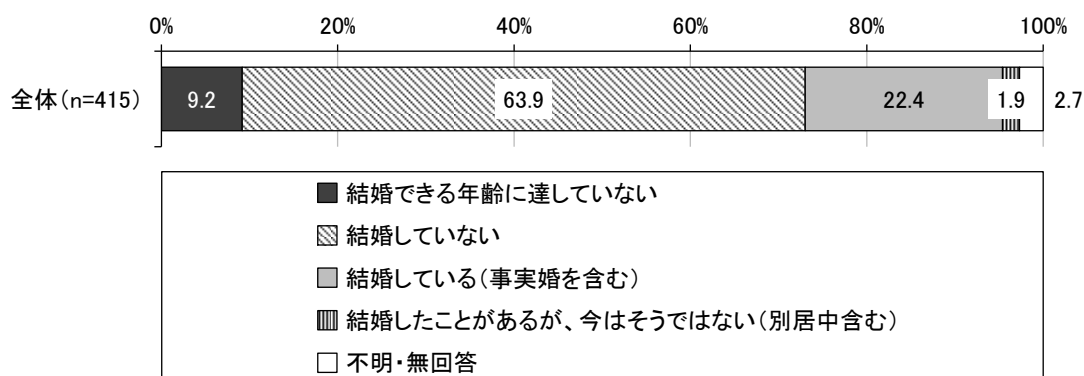 0% 20% 40% 60% 80% 100%
全体(n=415) 9.2 63.9 22.4 1.9 2.7
結婚できる年齢に達していない
結婚していない
結婚している(事実婚を含む)
結婚したことがあるが、今はそうではない(別居中含む)
不明・無回答